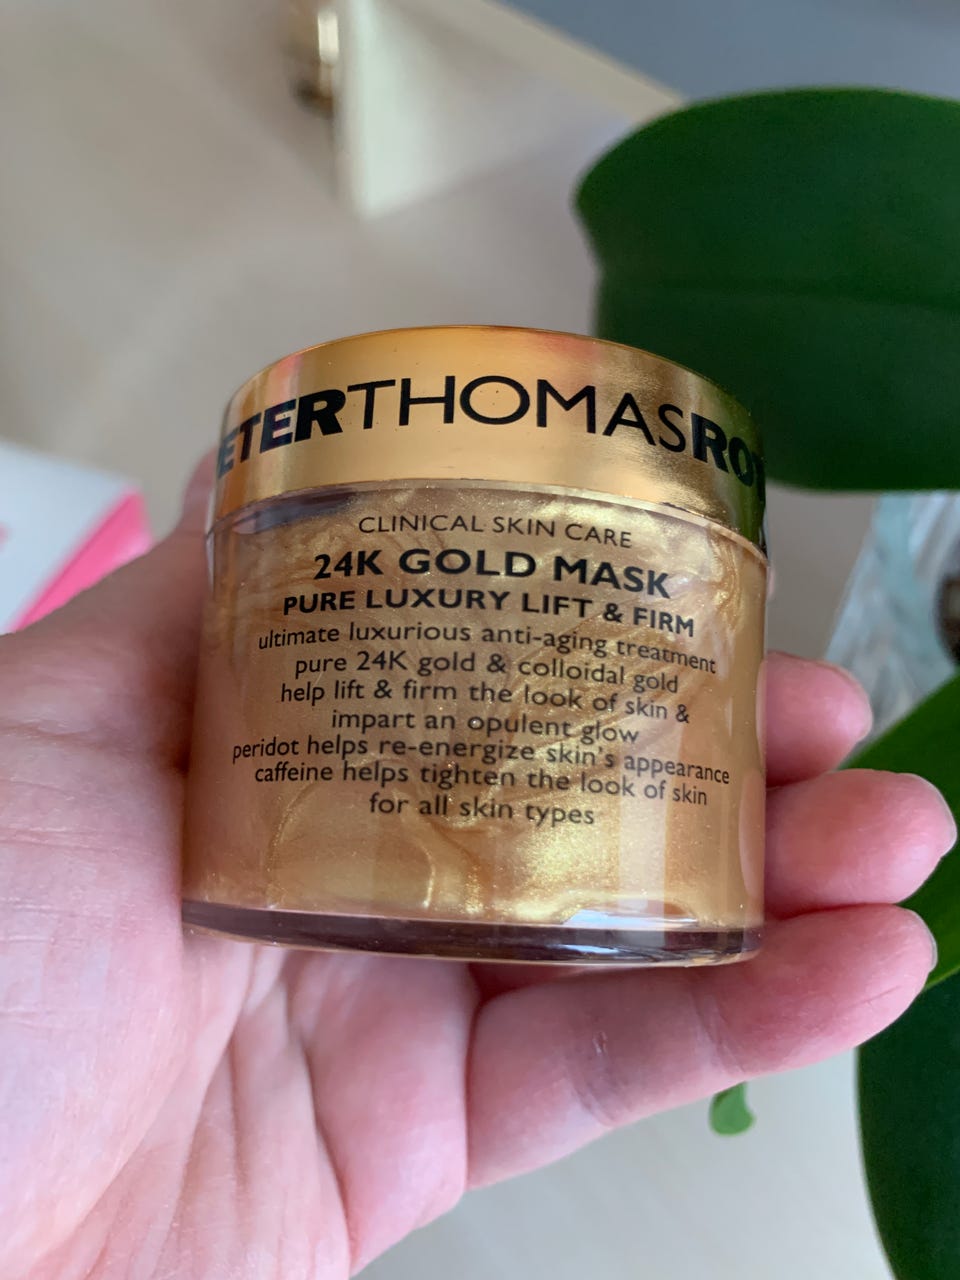 ETERTHOMASRO
CLINICAL SKIN CARE
24K GOLD MASK
PURE LUXURY LIFT & FIRM
ultimate luxurious anti-aging treatment
pure 24K gold & colloidal gold
help lift & firm the look of skin &
impart an opulent glow
peridot helps re-energize skin's appearance
caffeine helps tighten the look of skin
for all skin types